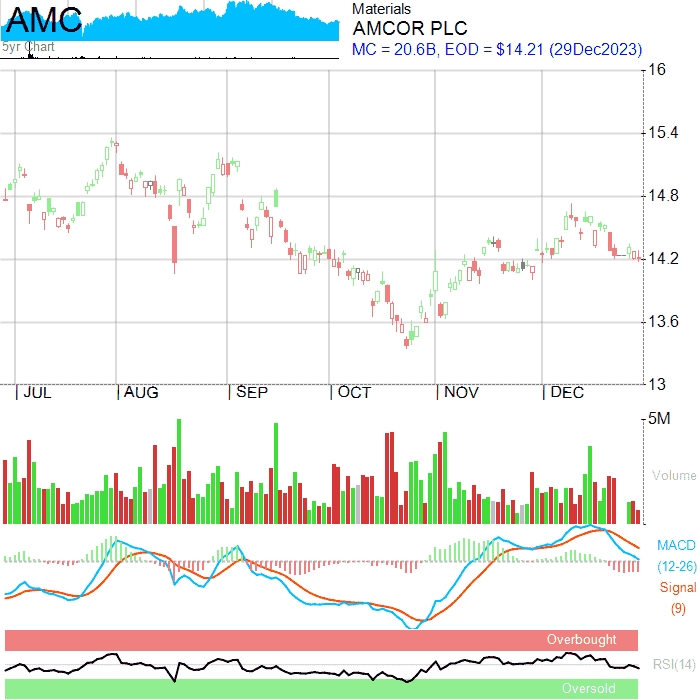 AMC
5yr Chart
Materials
AMCOR PLC
MC = 20.6B, EOD = $14.21 (29Dec2023)
16
15.4
14.8
14.2
13.6
13
JUL
AUG
SEP
OCT
NOV
DEC
5M
Volume
MACD
(12-26)
Signal
(9)
Overbought
RSI(14)
Oversold